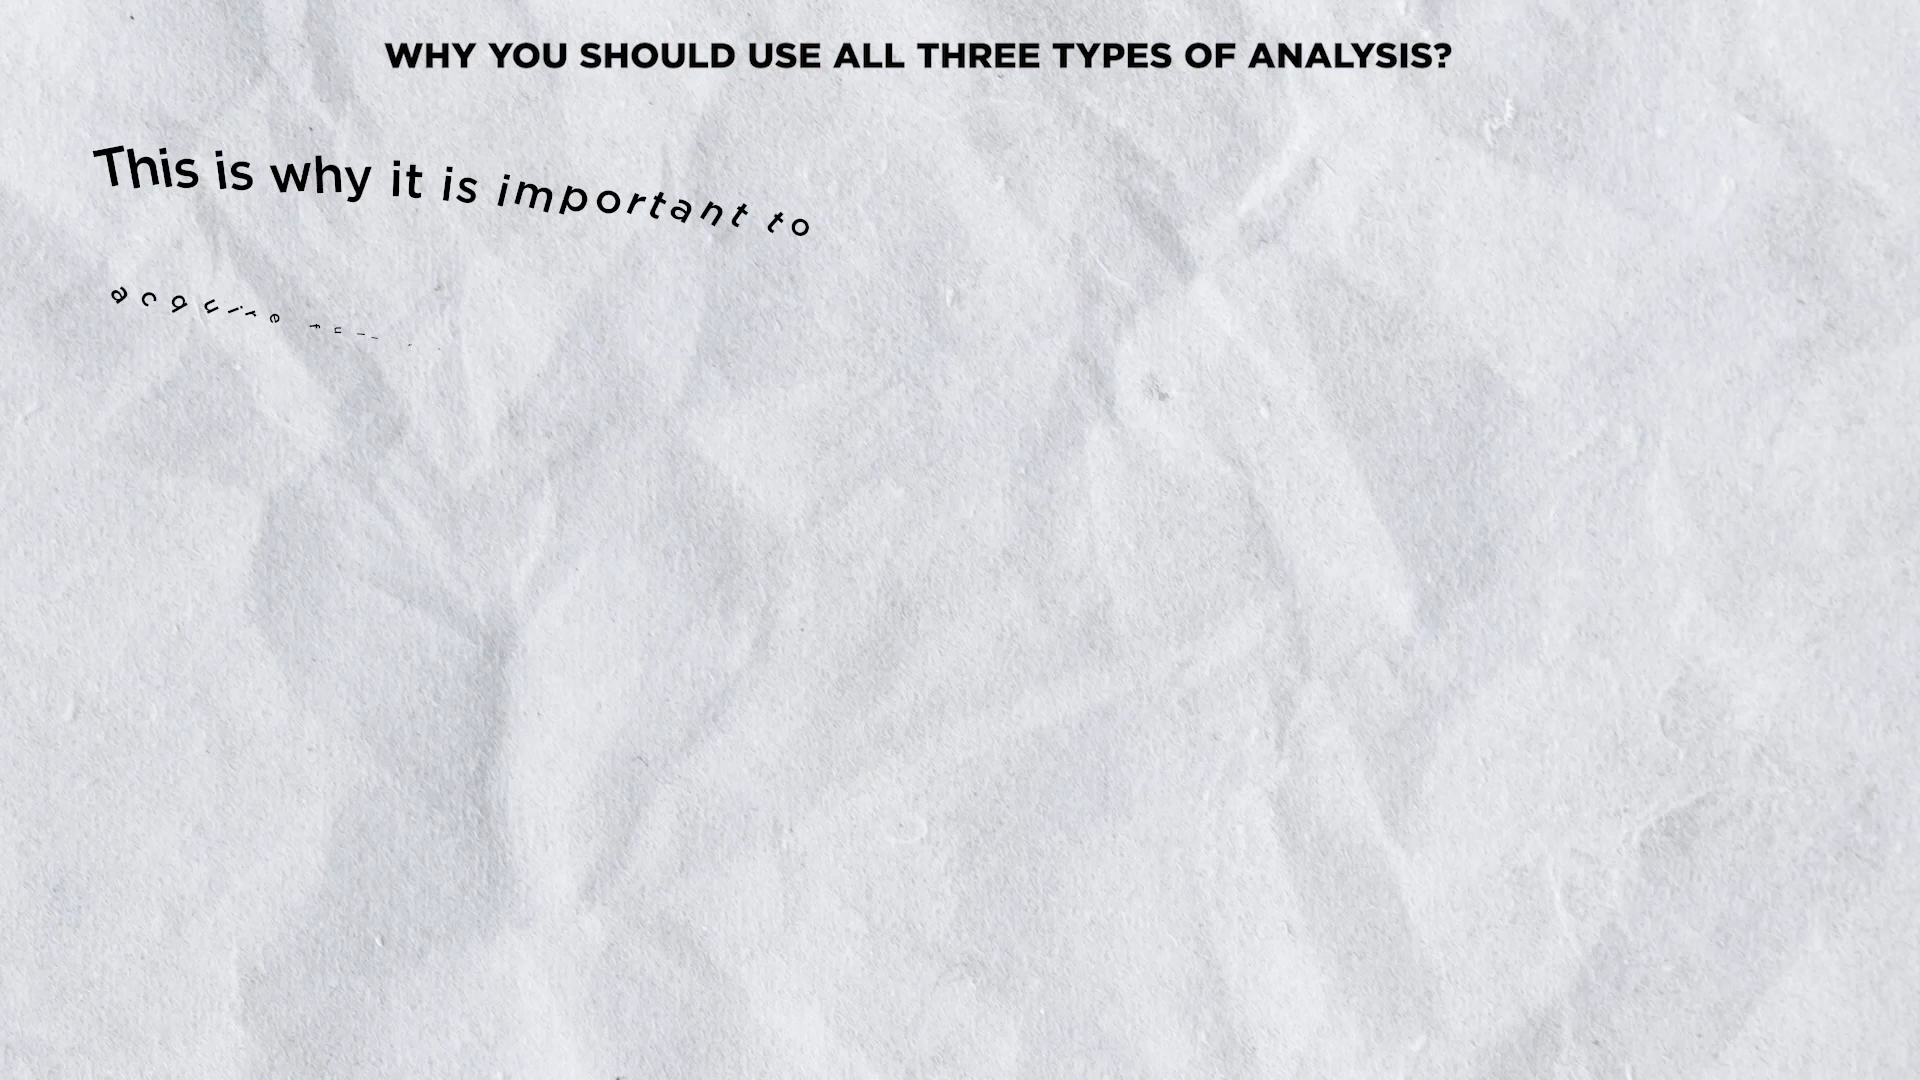 WHY YOU SHOULD USE ALL THREE TYPES OF ANALYSIS?
This is why it is important to
acquire